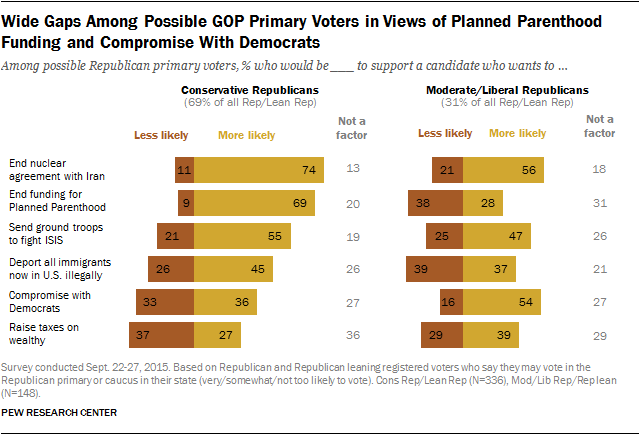 Wide Gaps Among Possible GOP Primary Voters in Views of Planned Parenthood
Funding and Compromise With Democrats
Among possible Republican primary voters, % who would be ___ to support a candidate who wants to ...
Conservative Republicans
(69% of all Rep/Lean Rep)
Moderate/Liberal Republicans
(31% of all Rep/Lean Rep)
Less likely More likely Not a factor
Less likely More likely Not a factor
End nuclear
agreement with Iran
11 74 13 21 56 18
End funding for
Planned Parenthood
9 69 20 38 28 31
Send ground troops
to fight ISIS
21 55 19 25 47 26
Deport all immigrants
now in U.S. illegally
26 45 26 39 37 21
Compromise with
Democrats
33 36 27 16 54 27
Raise taxes on
wealthy
37 27 36 29 39 29
Survey conducted Sept. 22-27, 2015. Based on Republican and Republican leaning registered voters who say they may vote in the
Republican primary or caucus in their state (very/somewhat/not too likely to vote). Cons Rep/Lean Rep (N=336), Mod/Lib Rep/Rep lean
(N=148).
PEW RESEARCH CENTER